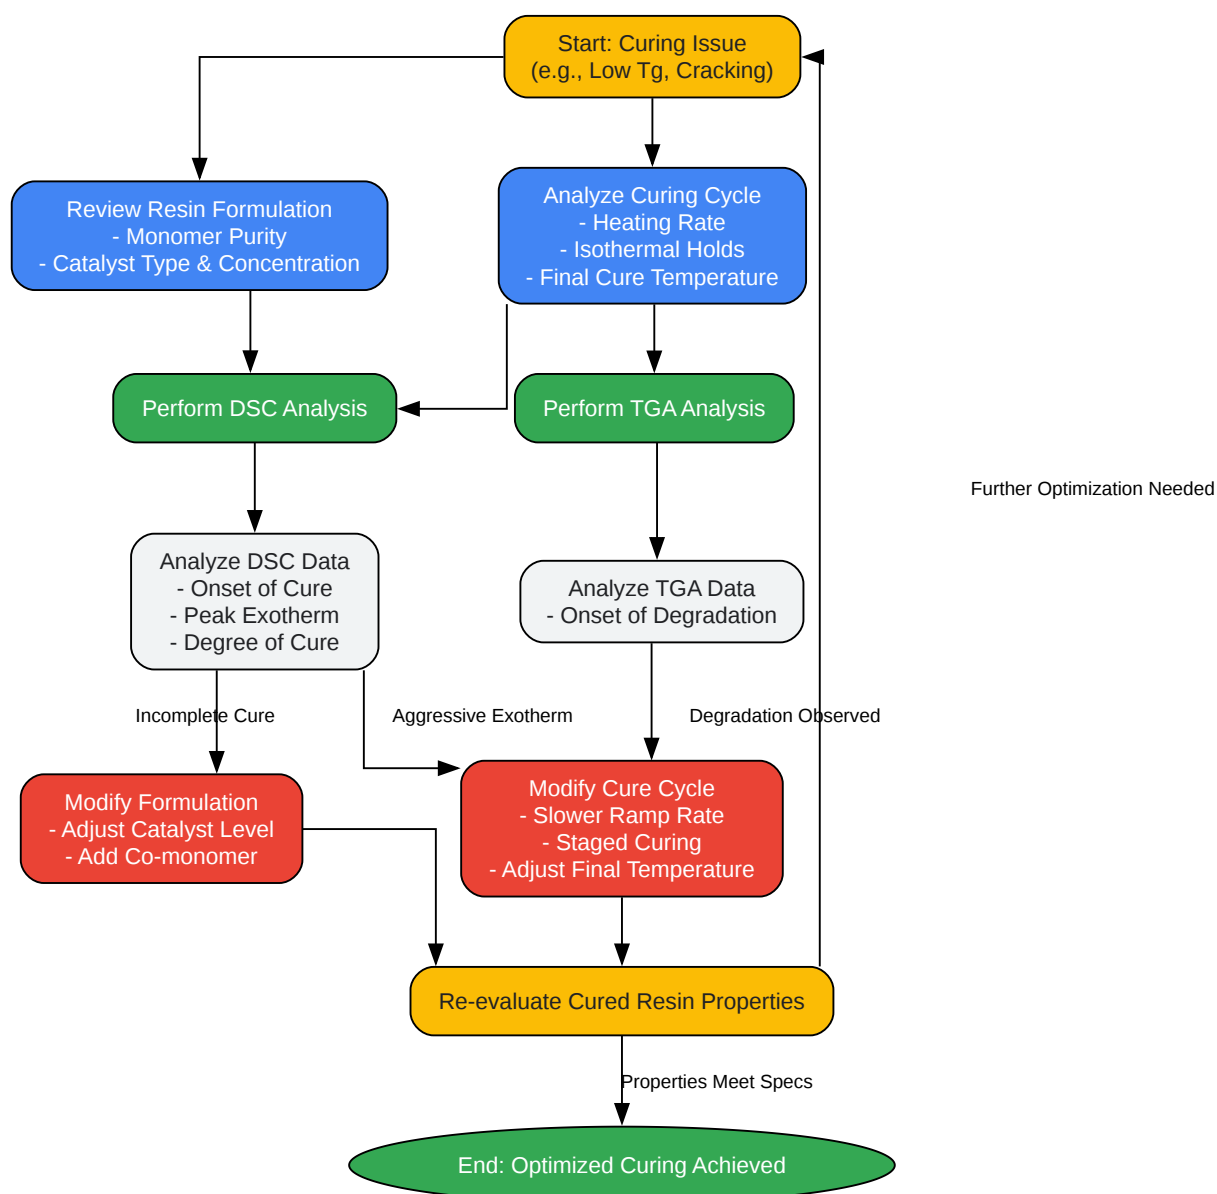 Start: Curing Issue
(e.g., Low Tg, Cracking)
Review Resin Formulation
- Monomer Purity
- Catalyst Type & Concentration
Analyze Curing Cycle
- Heating Rate
- Isothermal Holds
- Final Cure Temperature
Perform DSC Analysis
Perform TGA Analysis
Further Optimization Needed
Analyze DSC Data
- Onset of Cure
- Peak Exotherm
- Degree of Cure
Analyze TGA Data
- Onset of Degradation
Incomplete Cure
Aggressive Exotherm
Degradation Observed
Modify Formulation
- Adjust Catalyst Level
- Add Co-monomer
Modify Cure Cycle
- Slower Ramp Rate
- Staged Curing
- Adjust Final Temperature
Re-evaluate Cured Resin Properties
Properties Meet Specs
End: Optimized Curing Achieved